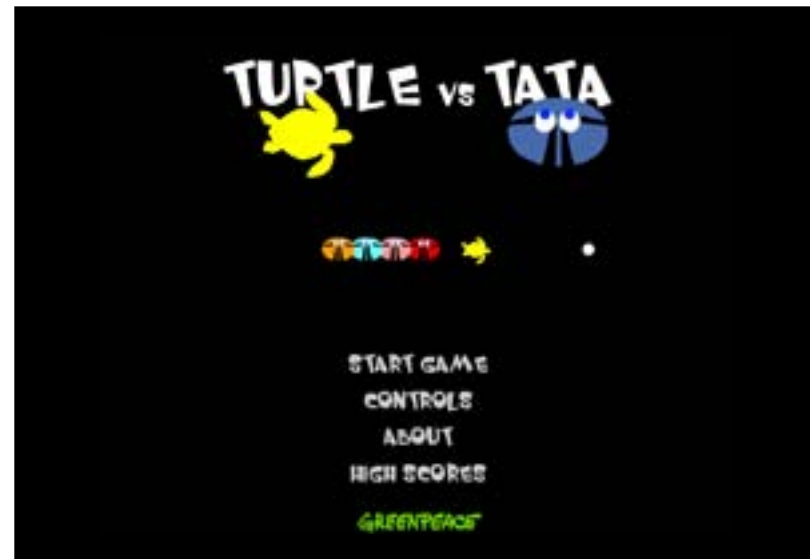 TURTLE VS TATA
START GAME
CONTROLS
ABOUT
HIGH SCORES
GREENPEACE